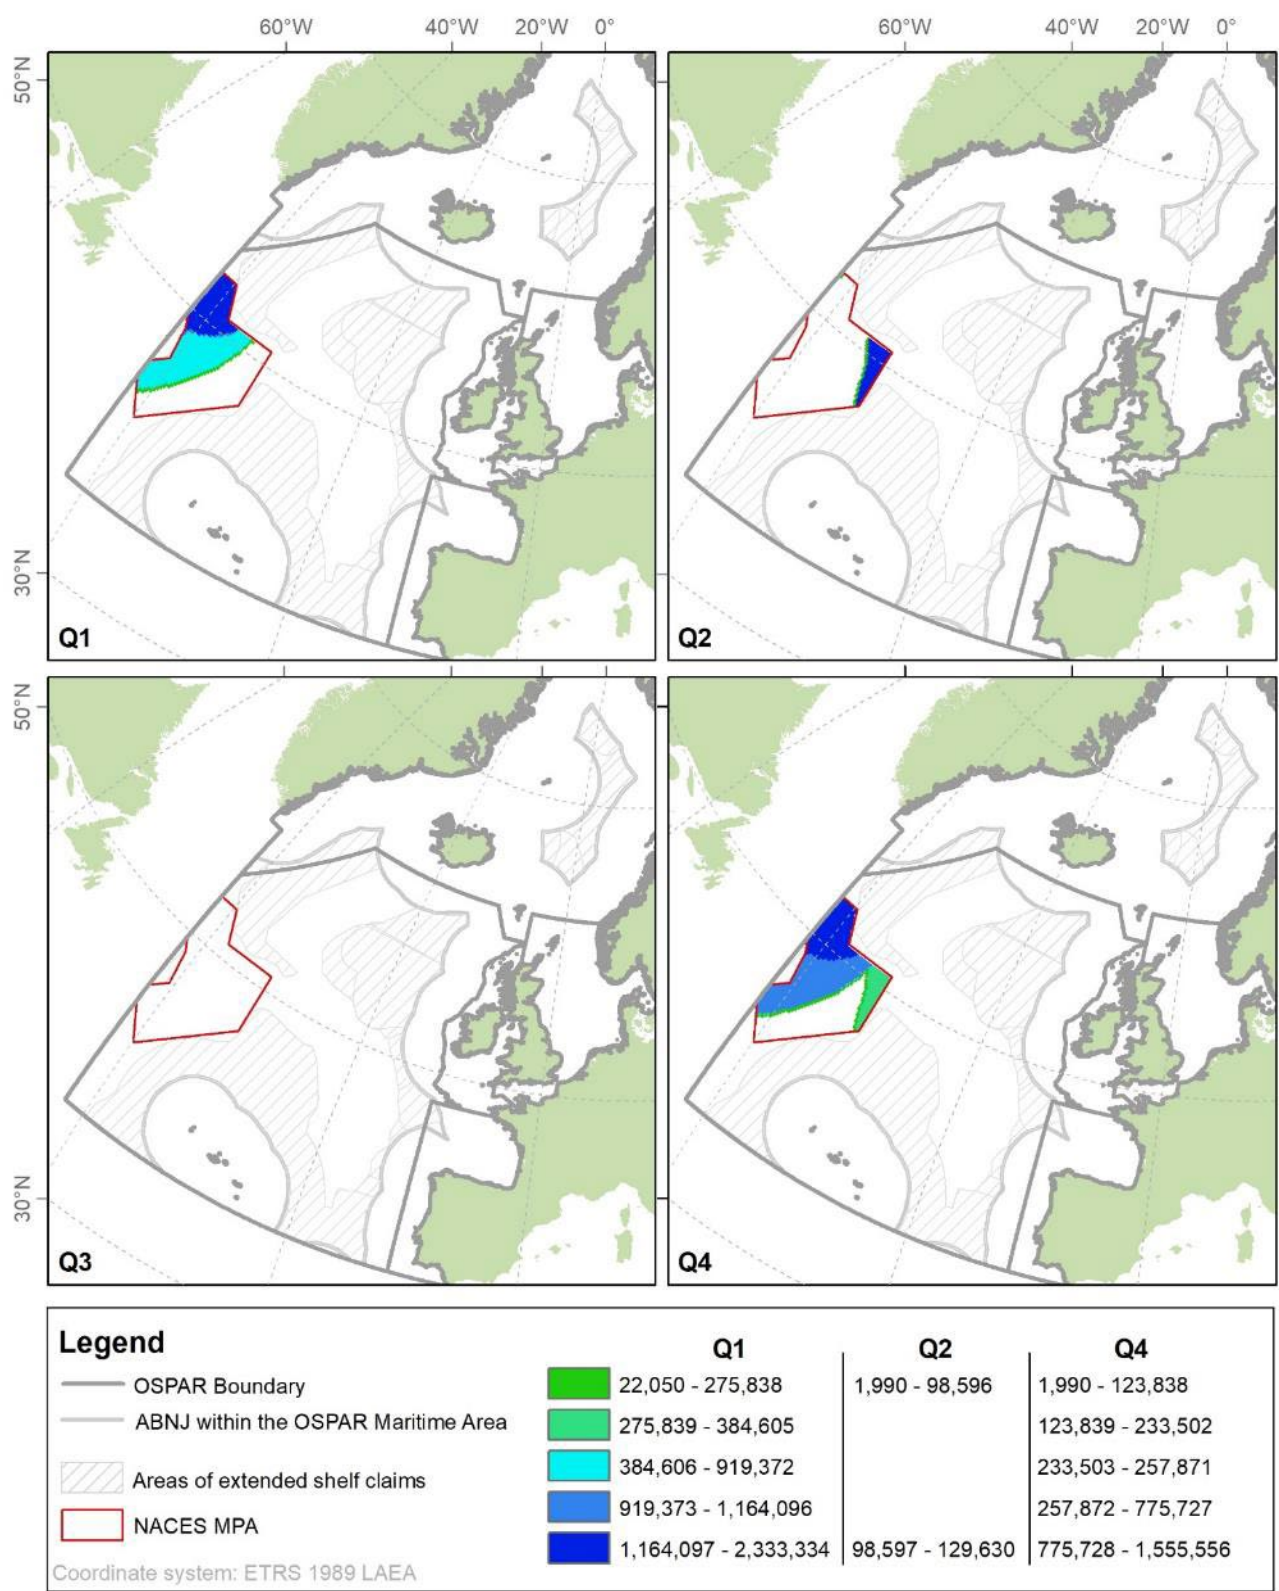 60°W 40°W 20°W 0° 60°W 40°W 20°W 0°
50°N
30°N
Q1 Q2
50°N
30°N
Q3 Q4
Legend
OSPAR Boundary
ABNJ within the OSPAR Maritime Area
Areas of extended shelf claims
NACES MPA
Coordinate system: ETRS 1989 LAEA
Q1 Q2 Q4
22,050 - 275,838 1,990 - 98,596 1,990 - 123,838
275,839 - 384,605 123,839 - 233,502
384,606 - 919,372 233,503 - 257,871
919,373 - 1,164,096 257,872 - 775,727
1,164,097 - 2,333,334 98,597 - 129,630 775,728 - 1,555,556